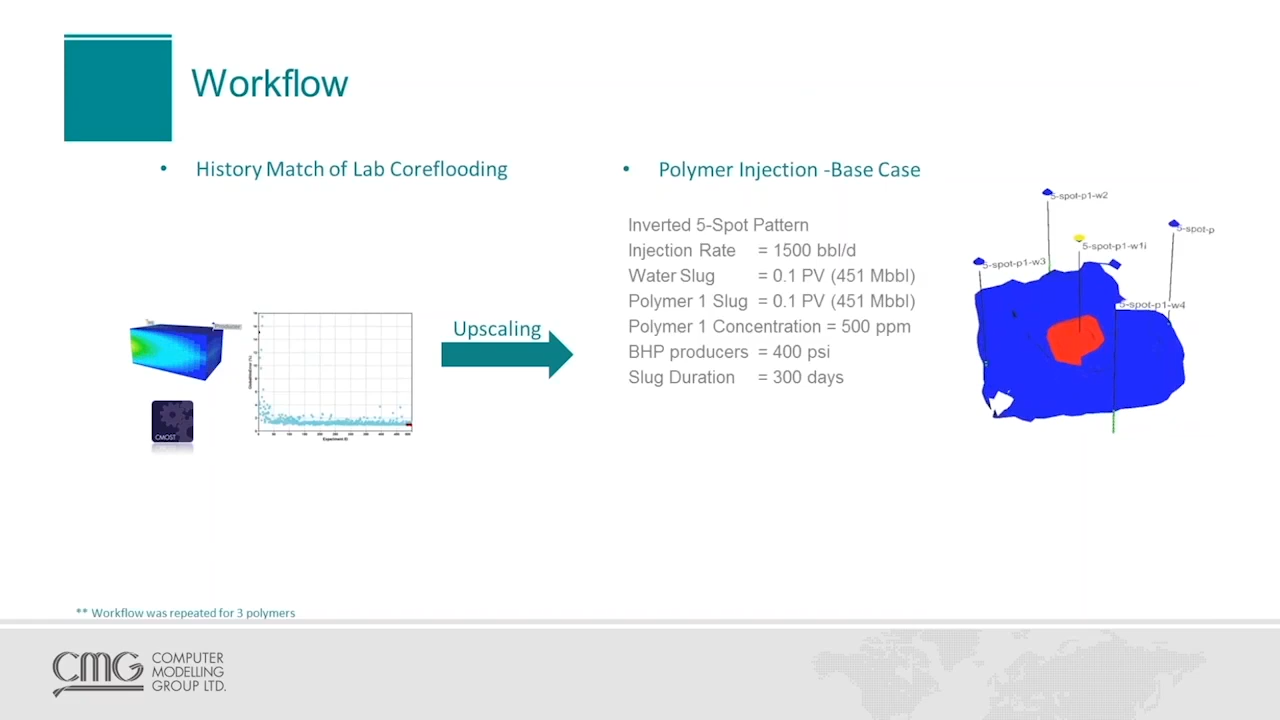 Workflow
• History Match of Lab Coreflooding
Upscaling
CMOST
Experiment ID
• Polymer Injection -Base Case
Inverted 5-Spot Pattern
Injection Rate = 1500 bbl/d
Water Slug = 0.1 PV (451 Mbbl)
Polymer 1 Slug = 0.1 PV (451 Mbbl)
Polymer 1 Concentration = 500 ppm
BHP producers = 400 psi
Slug Duration = 300 days
5-spot-p1-w2
5-spot-p
5-spot-p1-w1i
5-spot-p1-w3
5-spot-p1-w4
** Workflow was repeated for 3 polymers
CMG
COMPUTER
MODELLING
GROUP LTD.